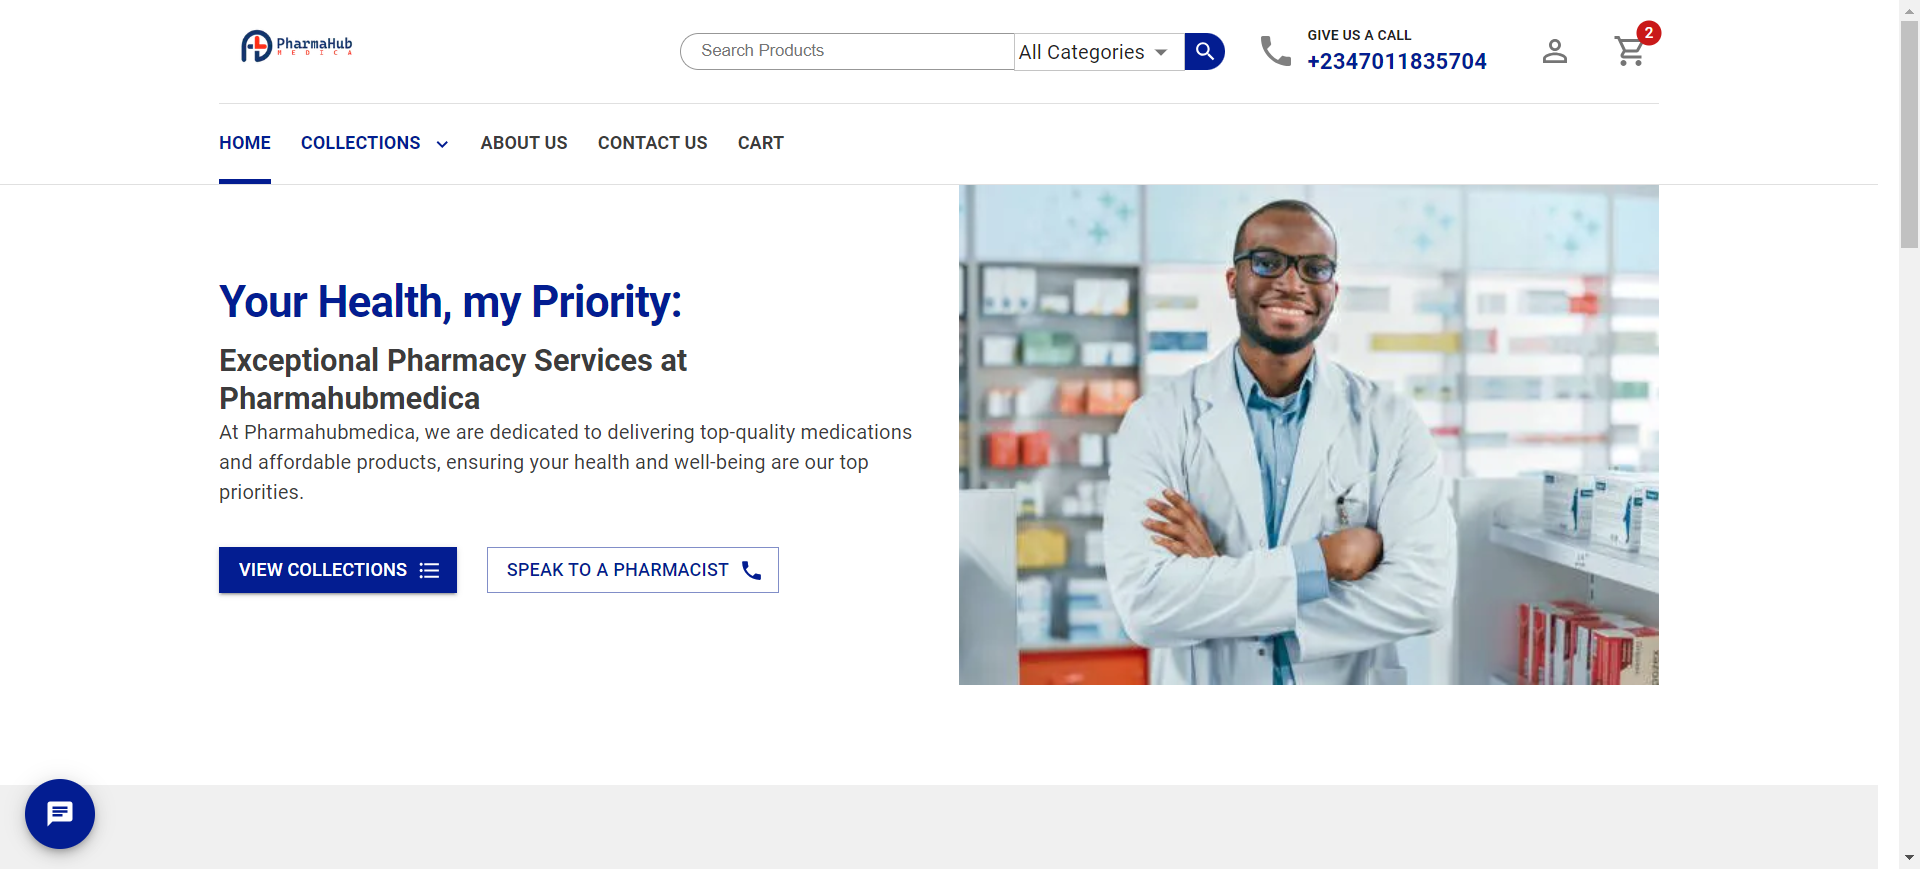 PharmaHub
MEDICA
Search Products
All Categories
GIVE US A CALL
+2347011835704
2
HOME
COLLECTIONS
ABOUT US
CONTACT US
CART
Your Health, my Priority:
Exceptional Pharmacy Services at
Pharmahubmedica
At Pharmahubmedica, we are dedicated to delivering top-quality medications
and affordable products, ensuring your health and well-being are our top
priorities.
VIEW COLLECTIONS
SPEAK TO A PHARMACIST